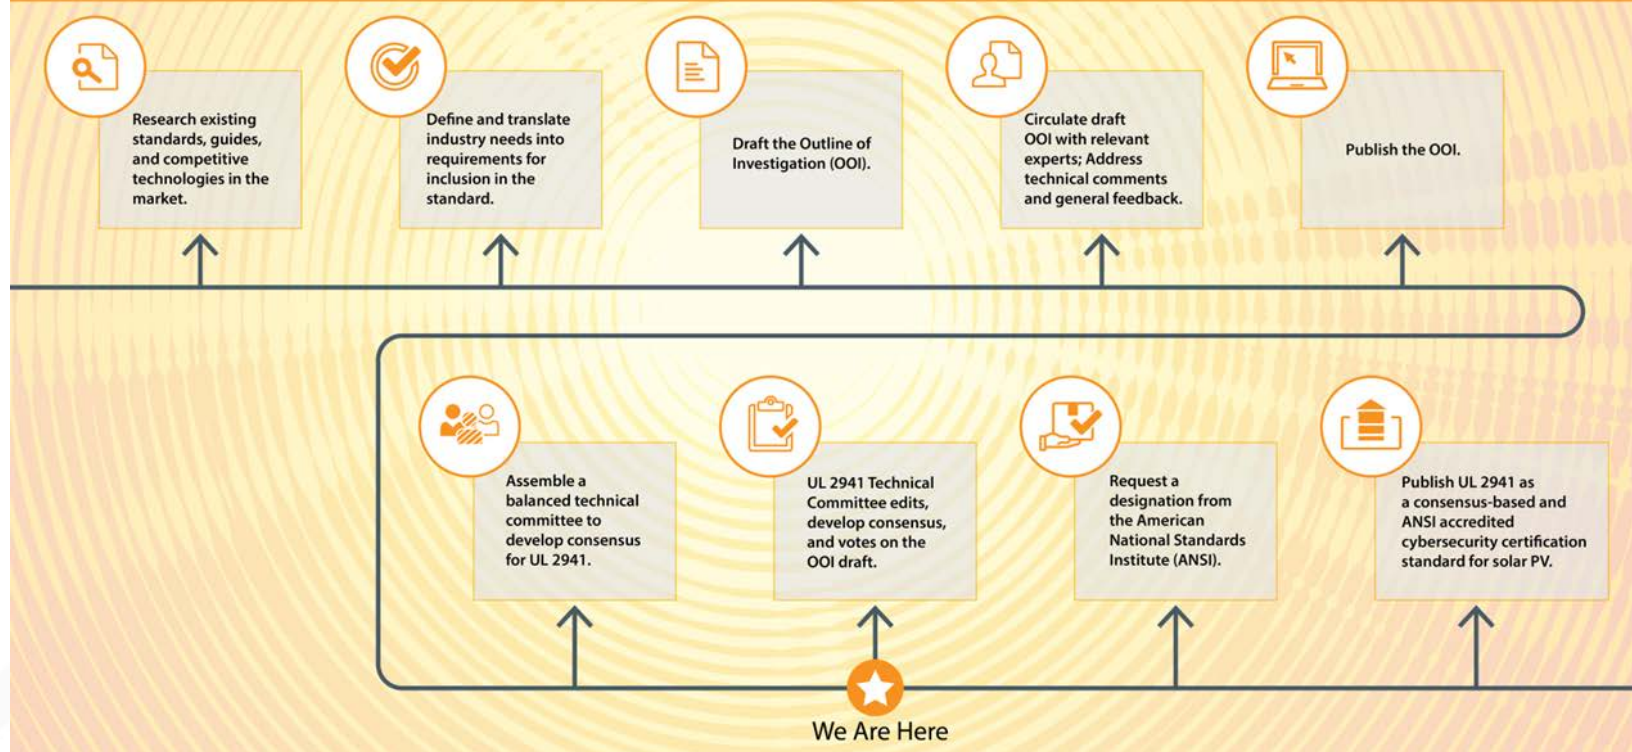 Research existing
standards, guides,
and competitive
technologies in the
market.
Define and translate
industry needs into
requirements for
inclusion in the
standard.
Draft the Outline of
Investigation (OOI).
Circulate draft
OOI with relevant
experts; Address
technical comments
and general feedback.
Publish the OOI.
Assemble a
balanced technical
committee to
develop consensus
for UL 2941.
UL 2941 Technical
Committee edits,
develop consensus,
and votes on the
OOI draft.
Request a
designation from
the American
National Standards
Institute (ANSI).
Publish UL 2941 as
a consensus-based and
ANSI accredited
cybersecurity certification
standard for solar PV.
We Are Here